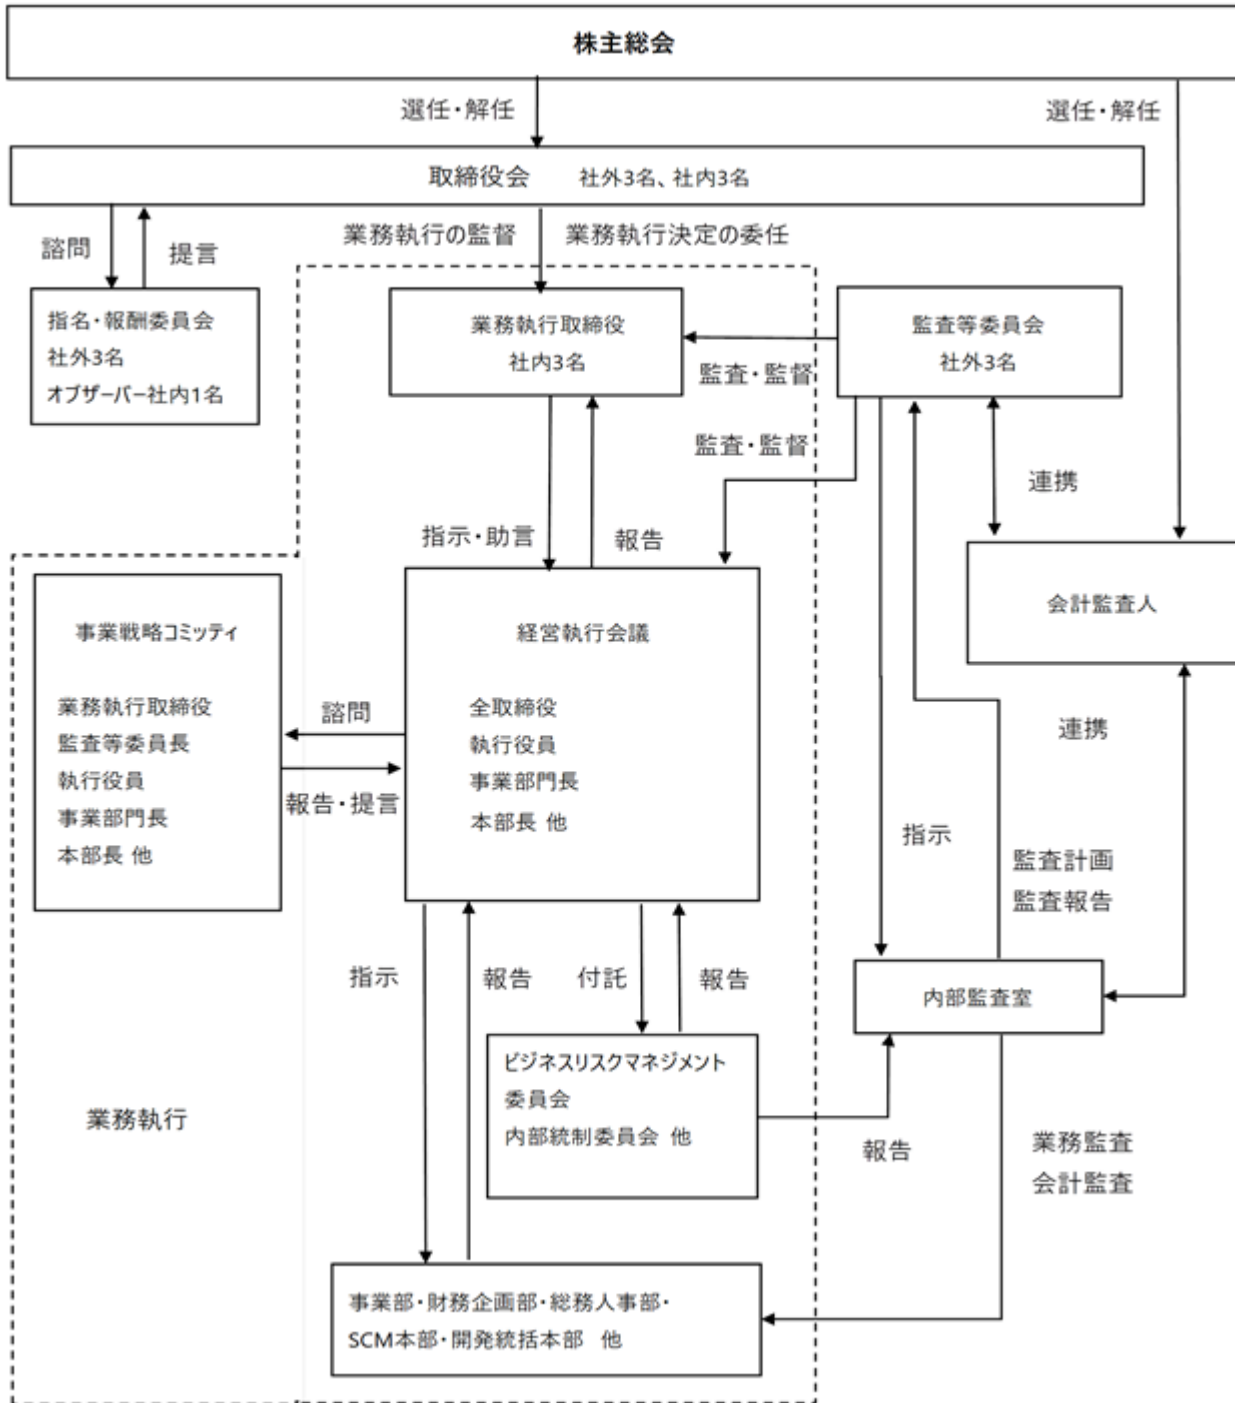 株主総会
選任・解任
選任・解任
取締役会 社外3名、社内3名
諮問
提言
業務執行の監督
業務執行決定の委任
指名・報酬委員会
社外3名
オブザーバー社内1名
業務執行取締役
社内3名
監査等委員会
社外3名
監査・監督
監査・監督
連携
指示・助言
報告
会計監査人
事業戦略コミッティ
業務執行取締役
監査等委員長
執行役員
事業部門長
本部長 他
諮問
報告・提言
経営執行会議
全取締役
執行役員
事業部門長
本部長 他
連携
指示
監査計画
監査報告
指示
報告
付託
報告
内部監査室
ビジネスリスクマネジメント
委員会
内部統制委員会 他
業務執行
報告
業務監査
会計監査
事業部・財務企画部・総務人事部・
SCM本部・開発統括本部 他